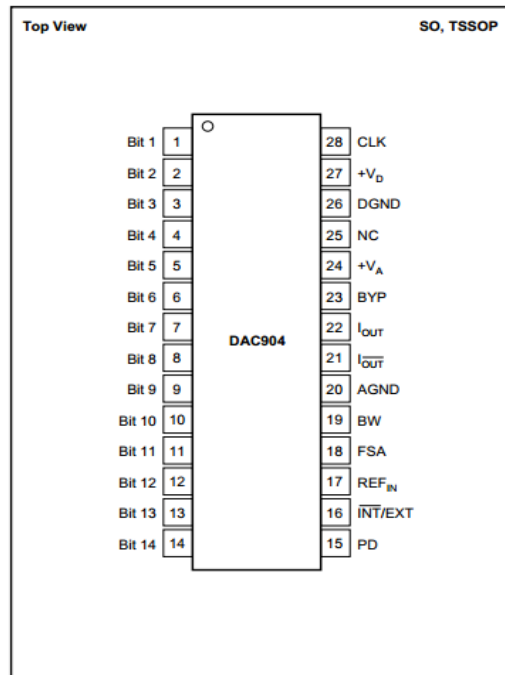 Top View SO, TSSOP
Bit 1 1 28 CLK
Bit 2 2 27 +VD
Bit 3 3 26 DGND
Bit 4 4 25 NC
Bit 5 5 24 +VA
Bit 6 6 23 BYP
Bit 7 7 22 IOUT
DAC904
Bit 8 8 21 I̅O̅U̅T̅
Bit 9 9 20 AGND
Bit 10 10 19 BW
Bit 11 11 18 FSA
Bit 12 12 17 REFIN
Bit 13 13 16 I̅N̅T̅/EXT
Bit 14 14 15 PD